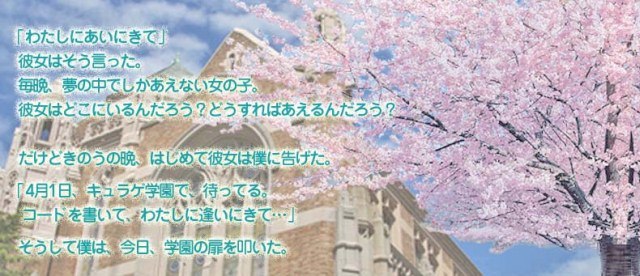 「わたしにあいにきて」
彼女はそう言った。
毎晩、夢の中でしかあえない女の子。
彼女はどこにいるんだろう？どうすればあえるんだろう？
だけどきのうの晩、はじめて彼女は僕に告げた。
「4月1日、キュラゲ学園で、待ってる。
コードを書いて、わたしに逢いにきて…」
そうして僕は、今日、学園の扉を叩いた。